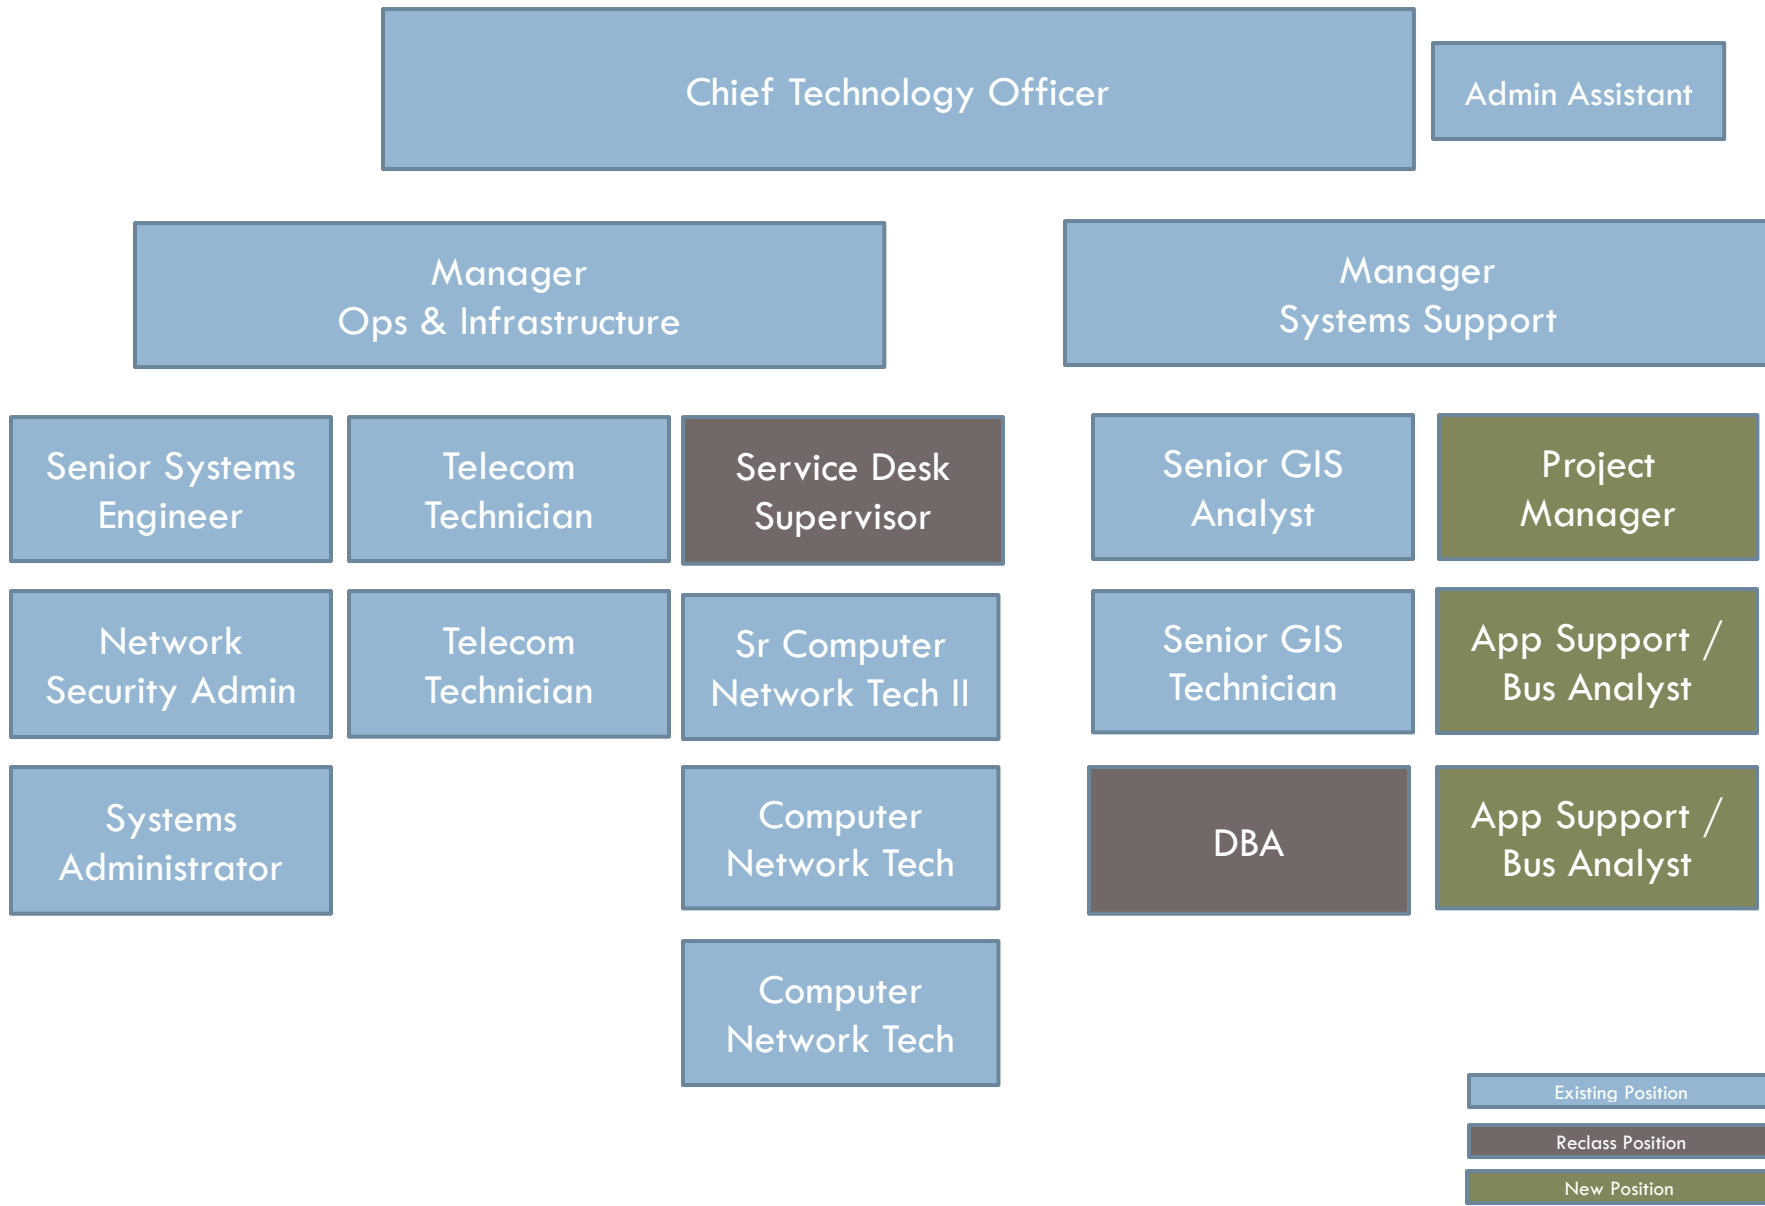 Chief Technology Officer
Admin Assistant
Manager
Ops & Infrastructure
Manager
Systems Support
Senior Systems
Engineer
Telecom
Technician
Service Desk
Supervisor
Senior GIS
Analyst
Project
Manager
Network
Security Admin
Telecom
Technician
Sr Computer
Network Tech II
Senior GIS
Technician
App Support /
Bus Analyst
Systems
Administrator
Computer
Network Tech
DBA
App Support /
Bus Analyst
Computer
Network Tech
Existing Position
Reclass Position
New Position